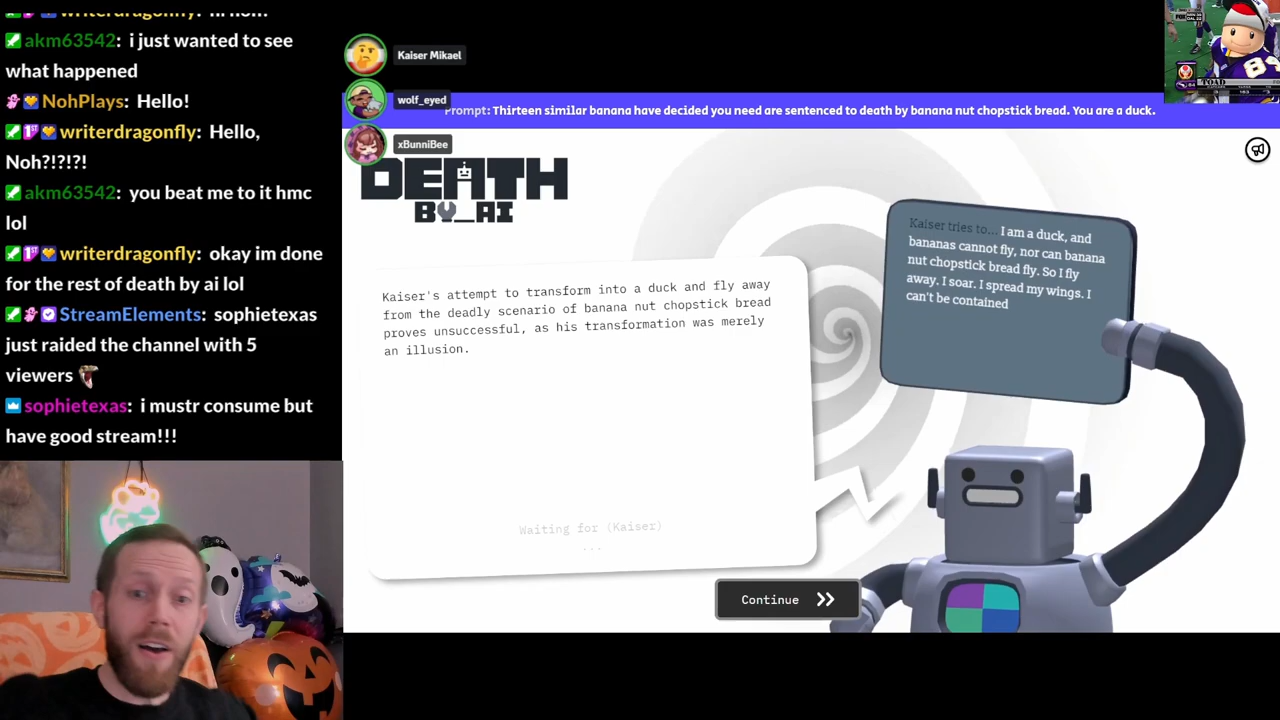 akm63542: i just wanted to see
what happened
NohPlays: Hello!
writerdragonfly: Hello,
Noh?!?!?!
akm63542: you beat me to it hmc
lol
writerdragonfly: okay im done
for the rest of death by ai lol
StreamElements: sophietexas
just raided the channel with 5
viewers
sophietexas: i mustr consume but
have good stream!!!
Kaiser Mikael
wolf_eyed
xBunniBee
Prompt: Thirteen similar banana have decided you need are sentenced to death by banana nut chopstick bread. You are a duck.
DEATH
BY_AI
Kaiser's attempt to transform into a duck and fly away
from the deadly scenario of banana nut chopstick bread
proves unsuccessful, as his transformation was merely
an illusion.
Waiting for (Kaiser)
...
Continue
Kaiser tries to... I am a duck, and
bananas cannot fly, nor can banana
nut chopstick bread fly. So I fly
away. I soar. I spread my wings. I
can't be contained
TOAD